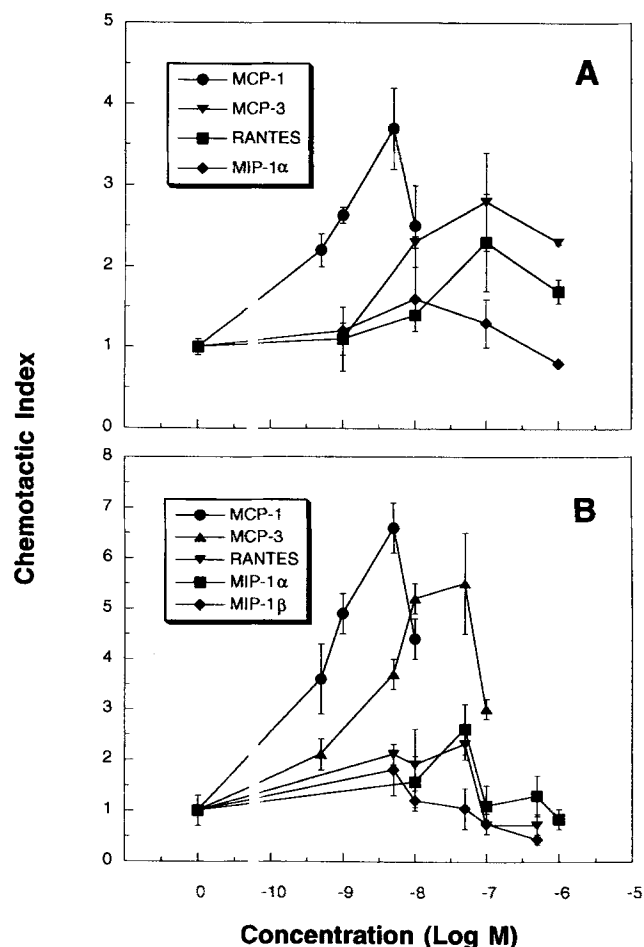 A
MCP-1
MCP-3
RANTES
MIP-1α
5
4
3
2
1
0
Chemotactic Index
B
MCP-1
MCP-3
RANTES
MIP-1α
MIP-1β
8
7
6
5
4
3
2
1
0
0 -10 -9 -8 -7 -6 -5
Concentration (Log M)